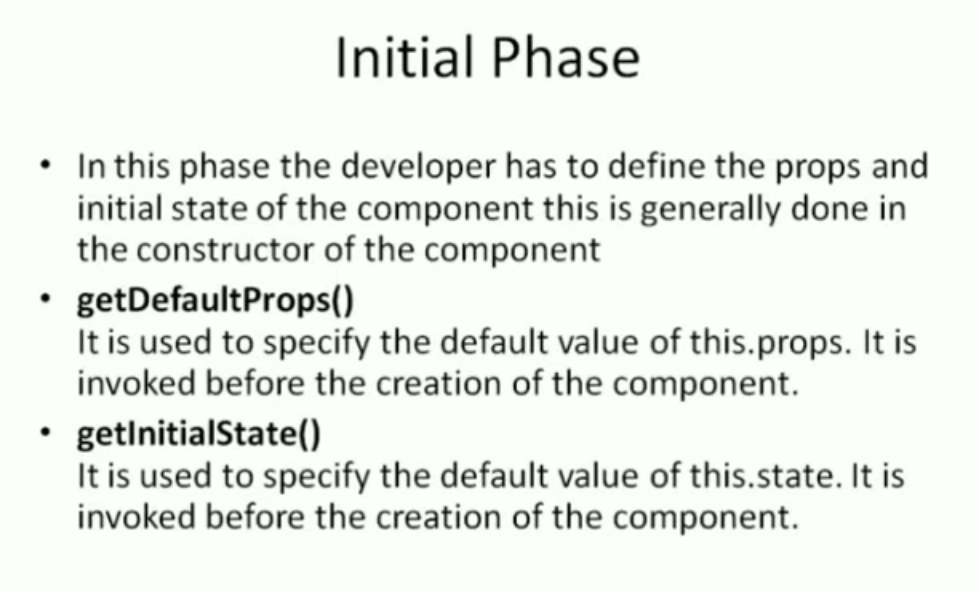 Initial Phase
• In this phase the developer has to define the props and
initial state of the component this is generally done in
the constructor of the component
• getDefaultProps()
It is used to specify the default value of this.props. It is
invoked before the creation of the component.
• getInitialState()
It is used to specify the default value of this.state. It is
invoked before the creation of the component.